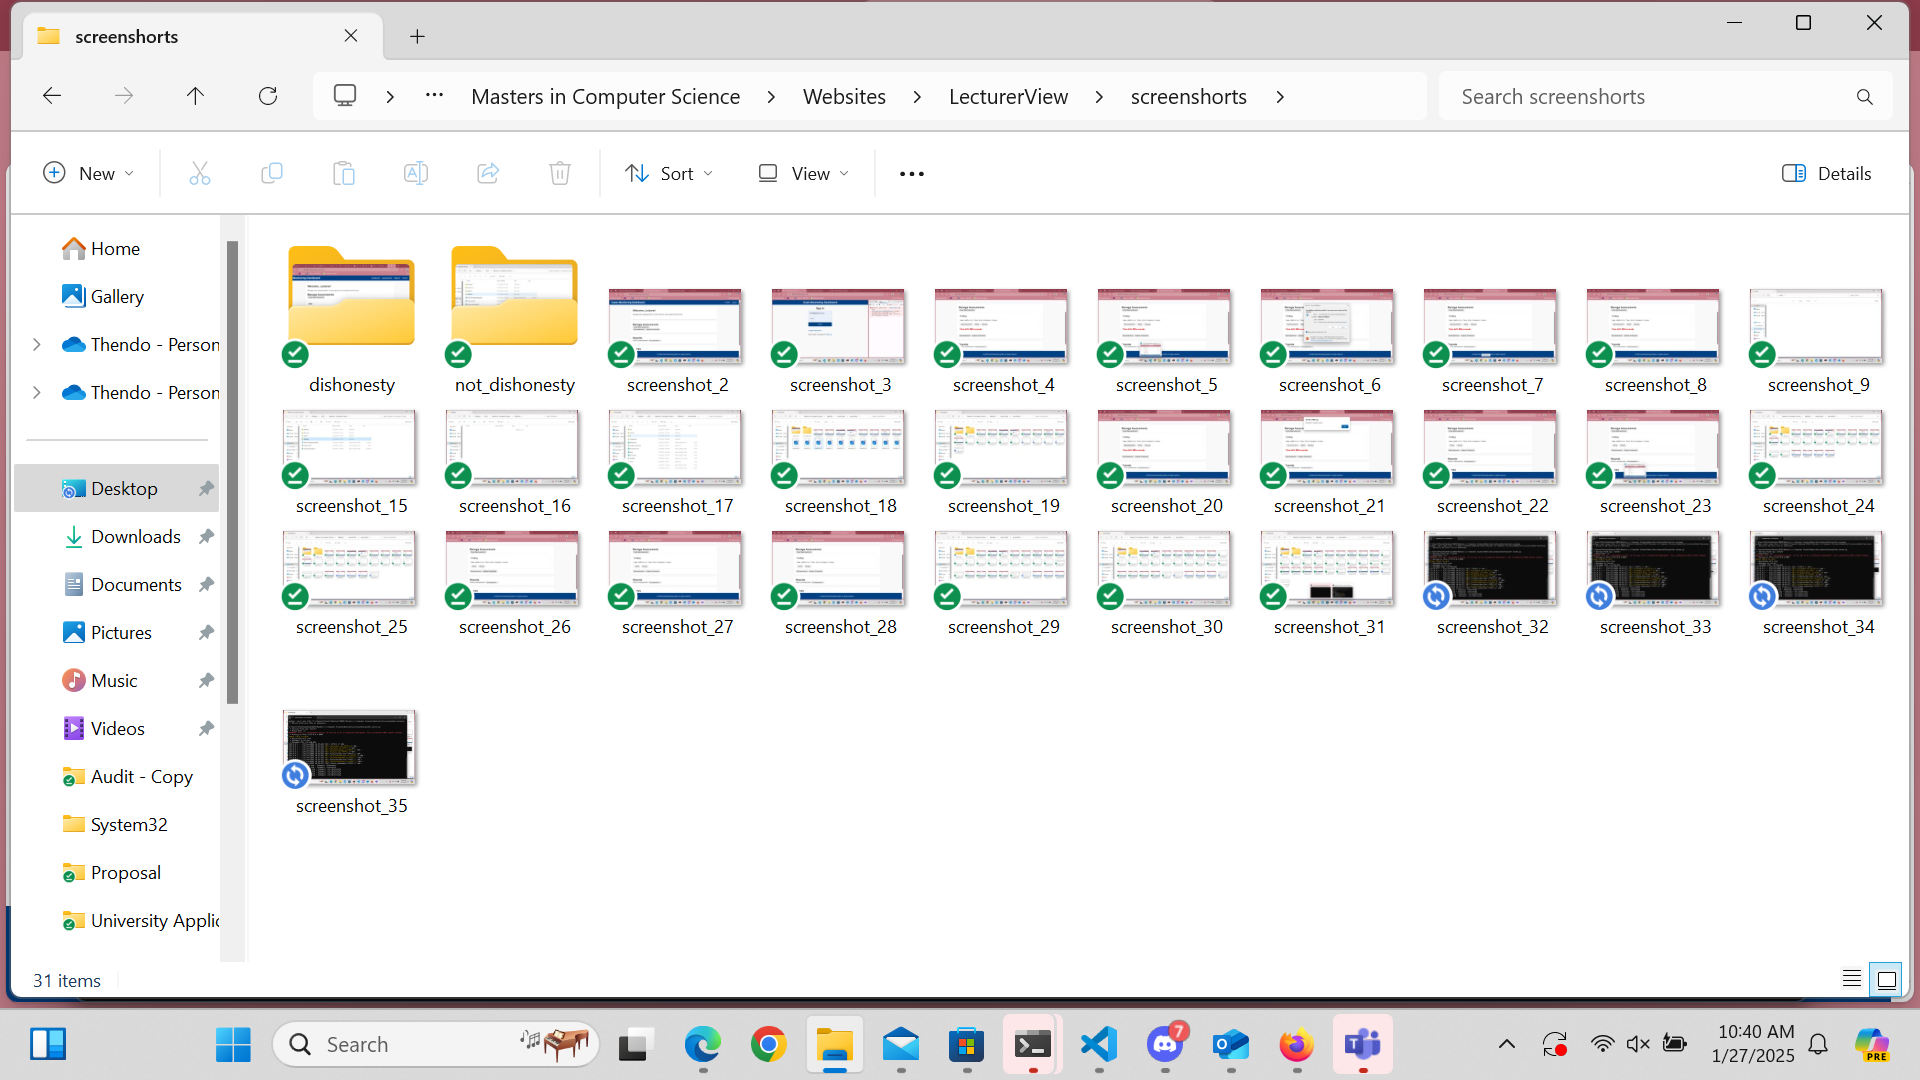 screenshorts
Masters in Computer Science
Websites
LecturerView
screenshorts
Search screenshorts
New
Sort
View
Details
Home
Gallery
Thendo - Person
Thendo - Person
Desktop
Downloads
Documents
Pictures
Music
Videos
Audit - Copy
System32
Proposal
University Applic
dishonesty
not_dishonesty
screenshot_2
screenshot_3
screenshot_4
screenshot_5
screenshot_6
screenshot_7
screenshot_8
screenshot_9
screenshot_15
screenshot_16
screenshot_17
screenshot_18
screenshot_19
screenshot_20
screenshot_21
screenshot_22
screenshot_23
screenshot_24
screenshot_25
screenshot_26
screenshot_27
screenshot_28
screenshot_29
screenshot_30
screenshot_31
screenshot_32
screenshot_33
screenshot_34
screenshot_35
31 items
Search
7
10:40 AM
1/27/2025
PRE